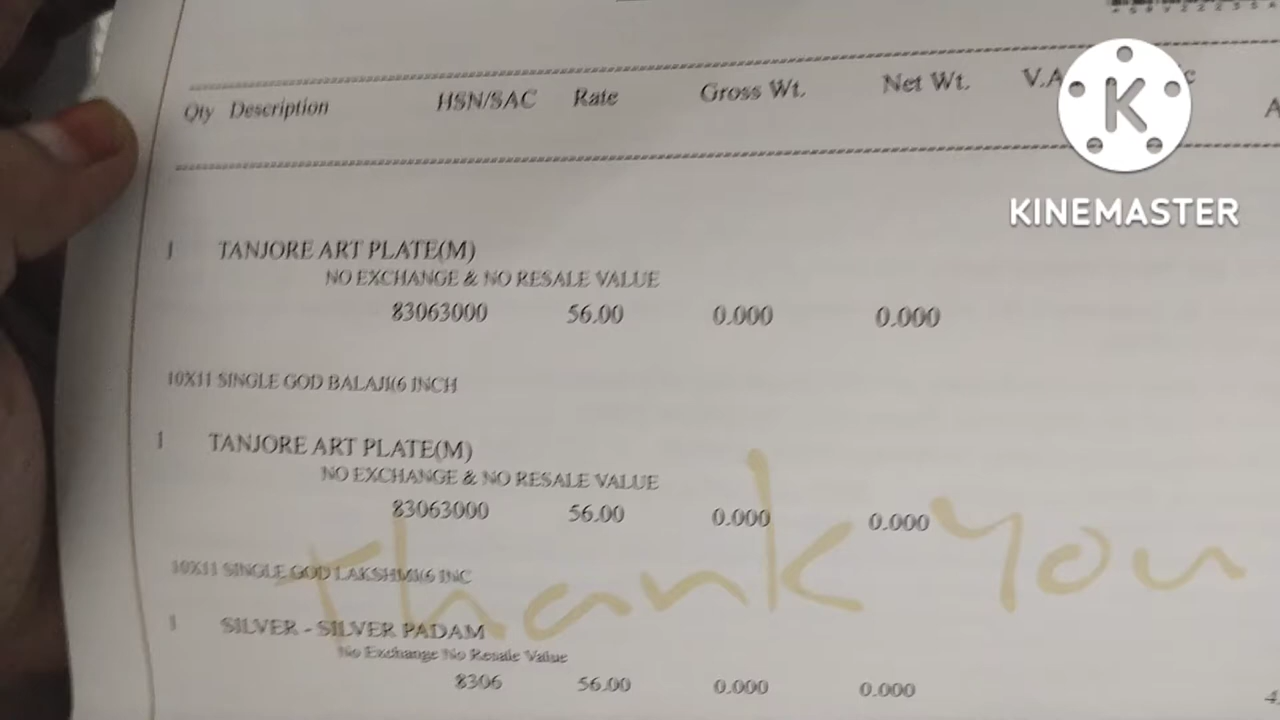 Qty Description HSN/SAC Rate Gross Wt. Net Wt. V.A
KINEMASTER
1 TANJORE ART PLATE(M)
NO EXCHANGE & NO RESALE VALUE
83063000 56.00 0.000 0.000
10X11 SINGLE GOD BALAJI(6 INCH
1 TANJORE ART PLATE(M)
NO EXCHANGE & NO RESALE VALUE
83063000 56.00 0.000 0.000
Thank You
10X11 SINGLE GOD LAKSHMI(6 INC
1 SILVER - SILVER PADAM
No Exchange No Resale Value
8306 56.00 0.000 0.000